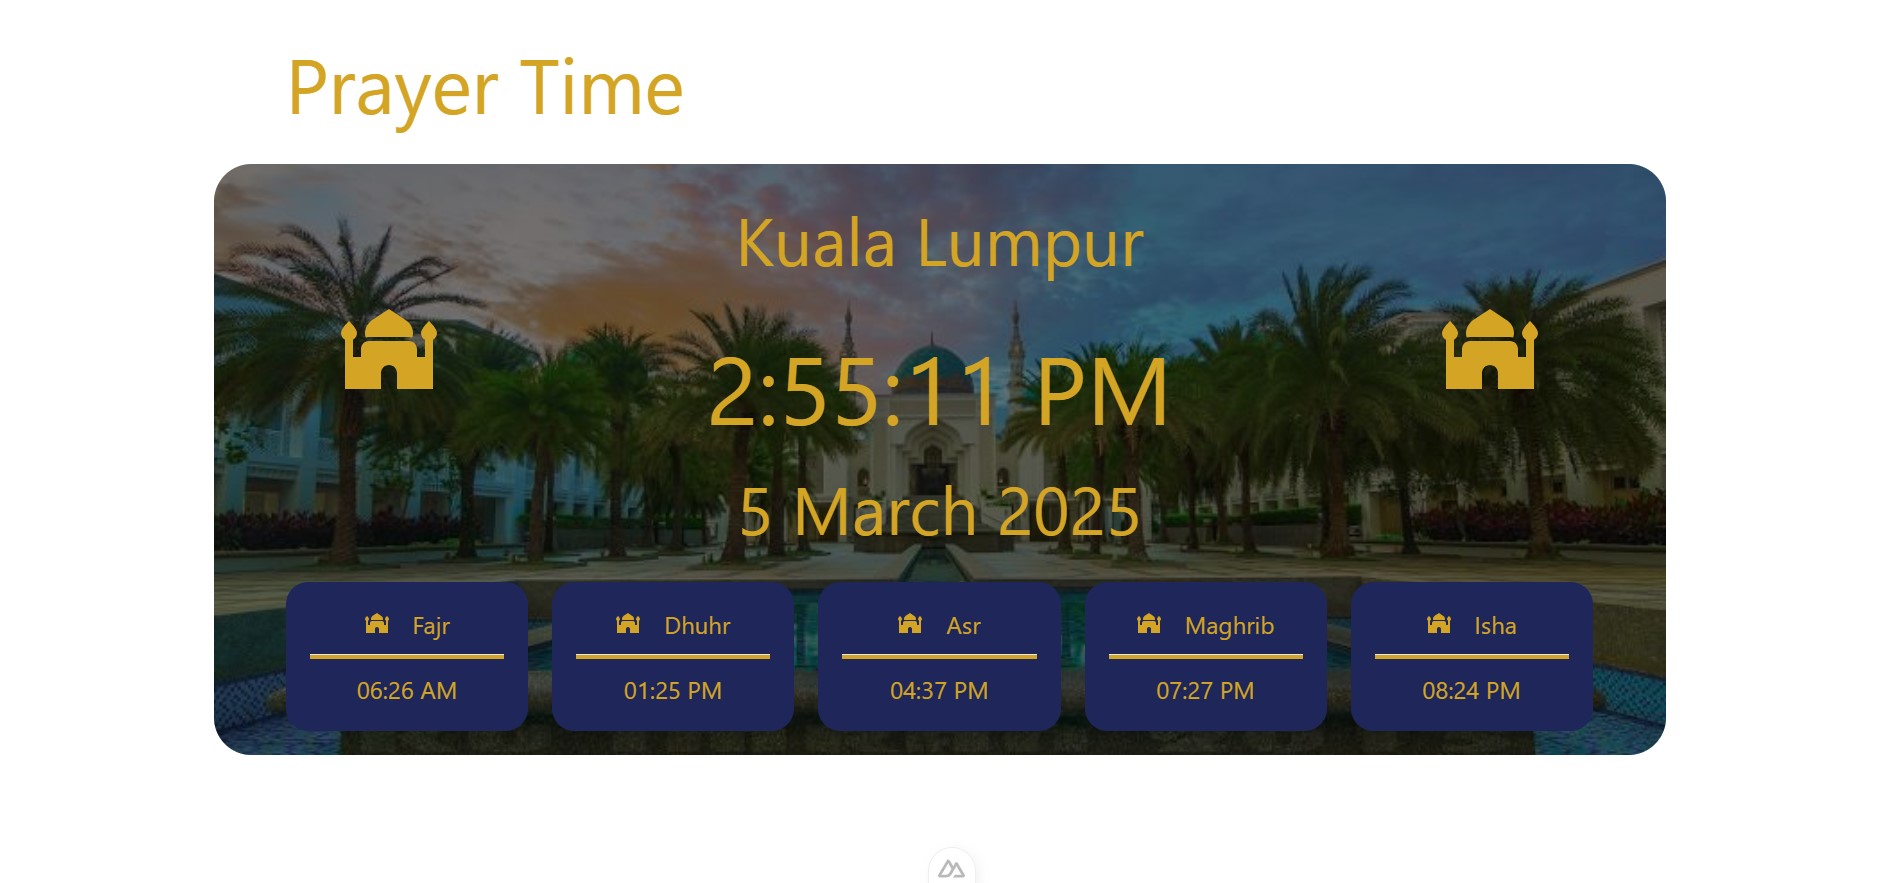 Prayer Time
Kuala Lumpur
2:55:11 PM
5 March 2025
Fajr
06:26 AM
Dhuhr
01:25 PM
Asr
04:37 PM
Maghrib
07:27 PM
Isha
08:24 PM